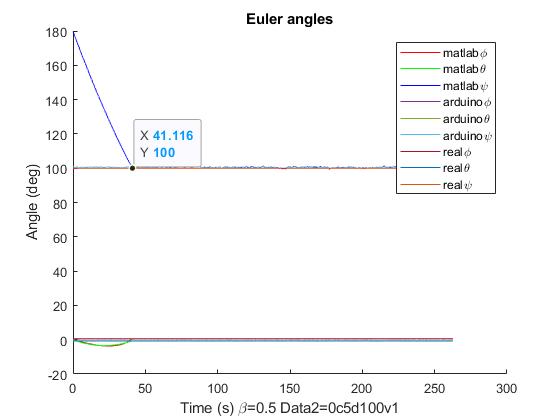 Euler angles
180
160
140
120
100
80
60
40
20
0
-20
Angle (deg)
X 41.116
Y 100
matlab ϕ
matlab θ
matlab ψ
arduino ϕ
arduino θ
arduino ψ
real ϕ
real θ
real ψ
0 50 100 150 200 250 300
Time (s) β=0.5 Data2=0c5d100v1